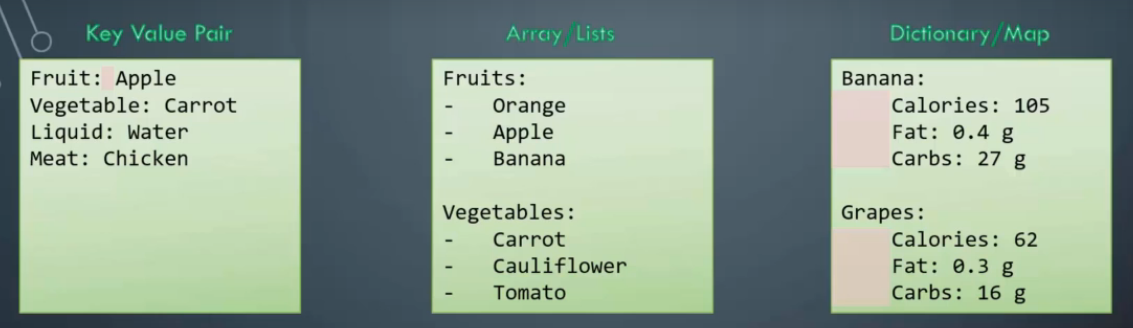 Key Value Pair
Fruit: Apple
Vegetable: Carrot
Liquid: Water
Meat: Chicken
Array/Lists
Fruits:
- Orange
- Apple
- Banana
Vegetables:
- Carrot
- Cauliflower
- Tomato
Dictionary/Map
Banana:
Calories: 105
Fat: 0.4 g
Carbs: 27 g
Grapes:
Calories: 62
Fat: 0.3 g
Carbs: 16 g